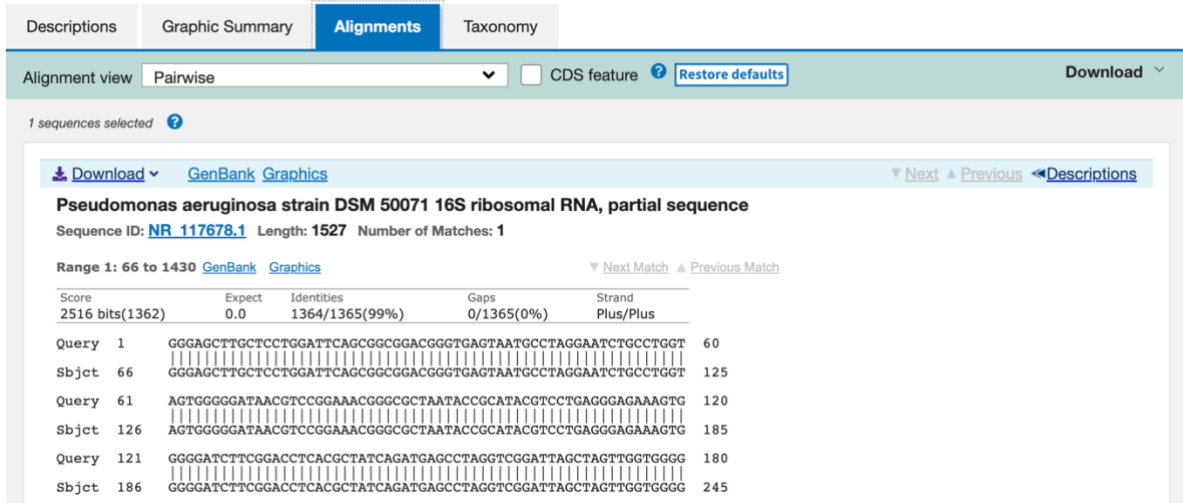 Descriptions Graphic Summary Alignments Taxonomy
Alignment view Pairwise CDS feature ? Restore defaults Download
1 sequences selected ?
Download GenBank Graphics Next Previous Descriptions
Pseudomonas aeruginosa strain DSM 50071 16S ribosomal RNA, partial sequence
Sequence ID: NR_117678.1 Length: 1527 Number of Matches: 1
Range 1: 66 to 1430 GenBank Graphics Next Match Previous Match
Score Expect Identities Gaps Strand
2516 bits(1362) 0.0 1364/1365(99%) 0/1365(0%) Plus/Plus
Query 1 GGGAGCTTGCTCCTGGATTCAGCGGCGGACGGGTGAGTAATGCCTAGGAATCTGCCTGGT 60
Sbjct 66 GGGAGCTTGCTCCTGGATTCAGCGGCGGACGGGTGAGTAATGCCTAGGAATCTGCCTGGT 125
Query 61 AGTGGGGGATAACGTCCGGAAACGGGCGCTAATACCGCATACGTCCTGAGGGAGAAAGTG 120
Sbjct 126 AGTGGGGGATAACGTCCGGAAACGGGCGCTAATACCGCATACGTCCTGAGGGAGAAAGTG 185
Query 121 GGGGATCTTCGGACCTCACGCTATCAGATGAGCCTAGGTCGGATTAGCTAGTTGGTGGGG 180
Sbjct 186 GGGGATCTTCGGACCTCACGCTATCAGATGAGCCTAGGTCGGATTAGCTAGTTGGTGGGG 245